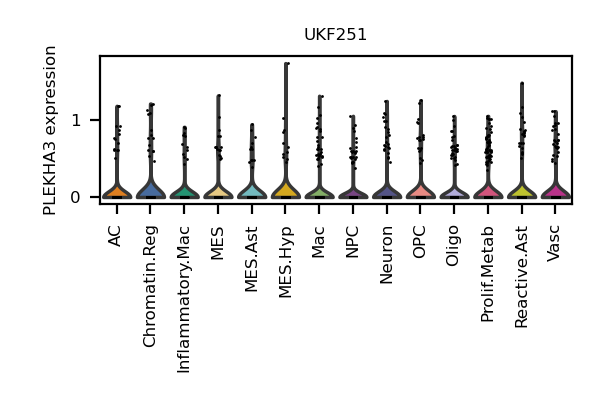 UKF251
PLEKHA3 expression
1
0
AC
Chromatin.Reg
Inflammatory.Mac
MES
MES.Ast
MES.Hyp
Mac
NPC
Neuron
OPC
Oligo
Prolif.Metab
Reactive.Ast
Vasc